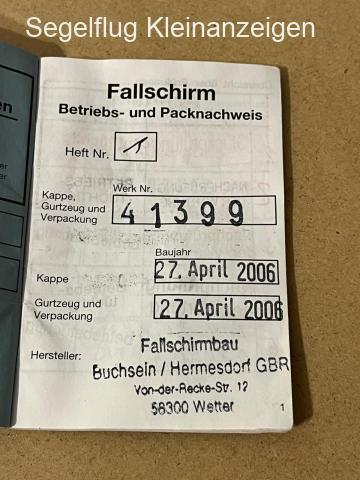 Segelflug Kleinanzeigen
Fallschirm
Betriebs- und Packnachweis
Heft Nr. 1
Werk Nr.
Kappe,
Gurtzeug und
Verpackung
41399
Baujahr
Kappe 27. April 2006
Gurtzeug und
Verpackung 27. April 2006
Hersteller: Fallschirmbau
Buchsein / Hermesdorf GBR
Von-der-Recke-Str. 12
58300 Wetter
1